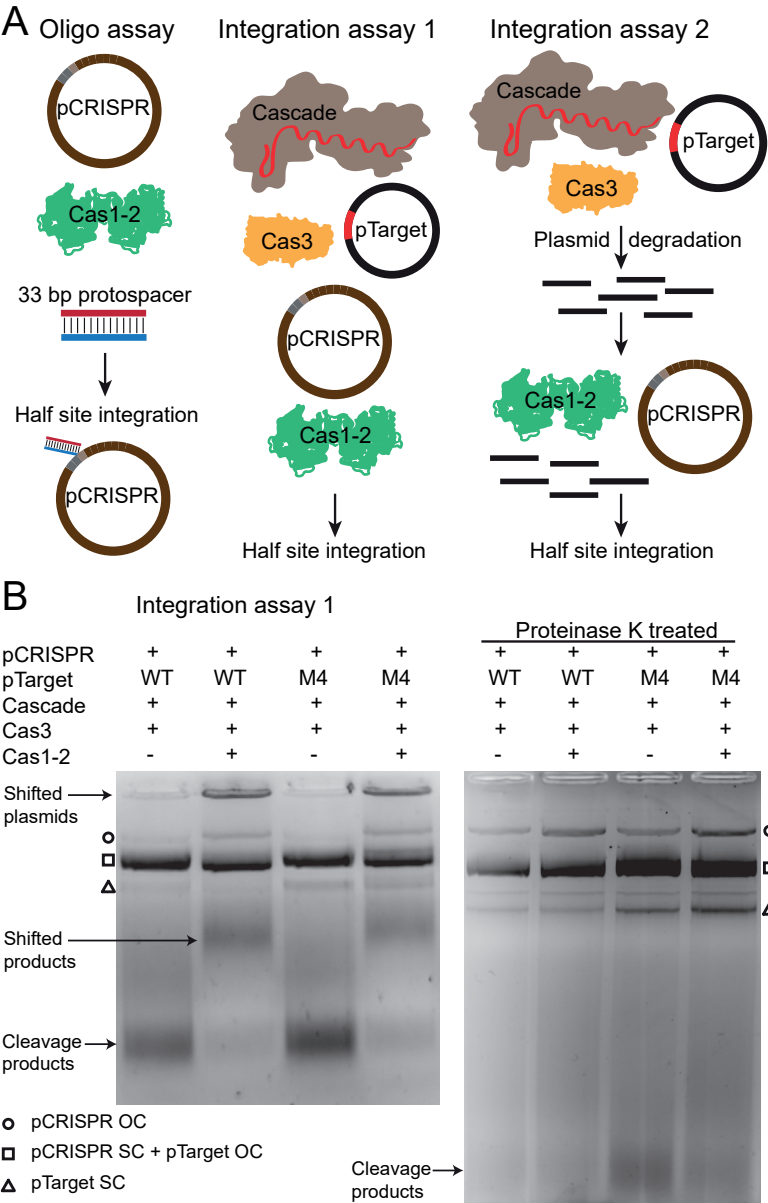 A
Oligo assay
Integration assay 1
Integration assay 2
pCRISPR
Cas1-2
33 bp protospacer
Half site integration
pCRISPR
Cascade
Cas3
pTarget
pCRISPR
Cas1-2
Half site integration
Cascade
pTarget
Cas3
Plasmid degradation
Cas1-2
pCRISPR
Half site integration
B
Integration assay 1
Proteinase K treated
pCRISPR + + + + + + + +
pTarget WT WT M4 M4 WT WT M4 M4
Cascade + + + + + + + +
Cas3 + + + + + + + +
Cas1-2 - + - + - + - +
Shifted
plasmids
Shifted
products
Cleavage
products
pCRISPR OC
pCRISPR SC + pTarget OC
pTarget SC
Cleavage
products